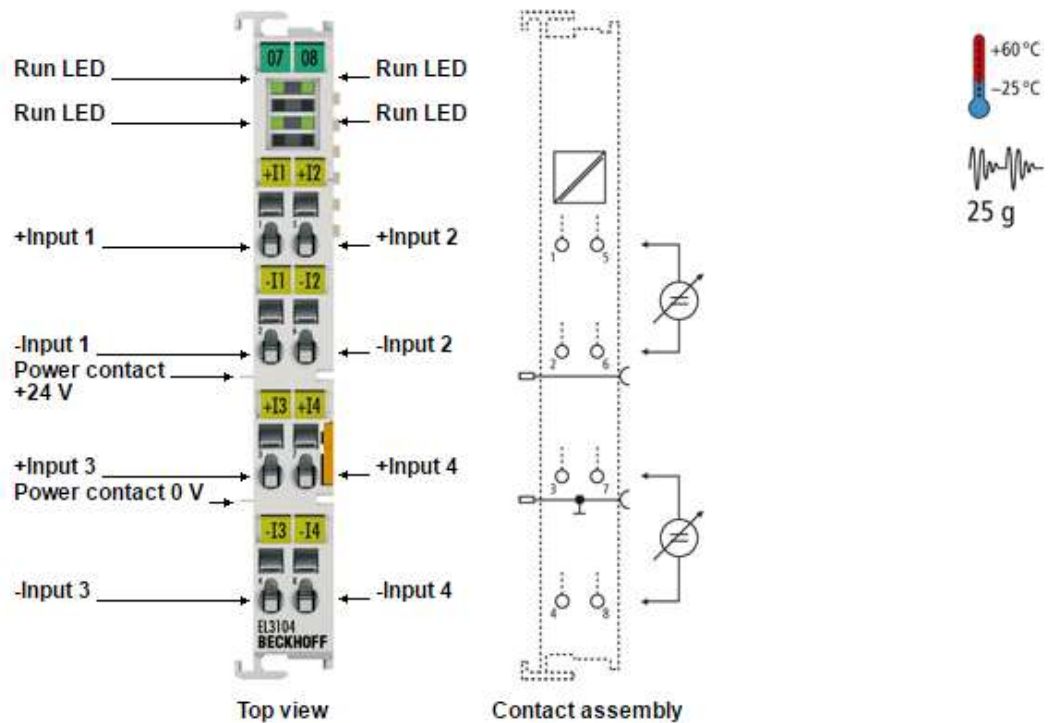 07 08
Run LED
Run LED
Run LED
Run LED
+I1 +I2
1 5
+Input 1
+Input 2
-I1 -I2
2 6
-Input 1
-Input 2
Power contact
+24 V
+I3 +I4
3 7
+Input 3
+Input 4
Power contact 0 V
-I3 -I4
4 8
-Input 3
-Input 4
EL3104
BECKHOFF
Top view
Contact assembly
+60 °C
–25 °C
25 g